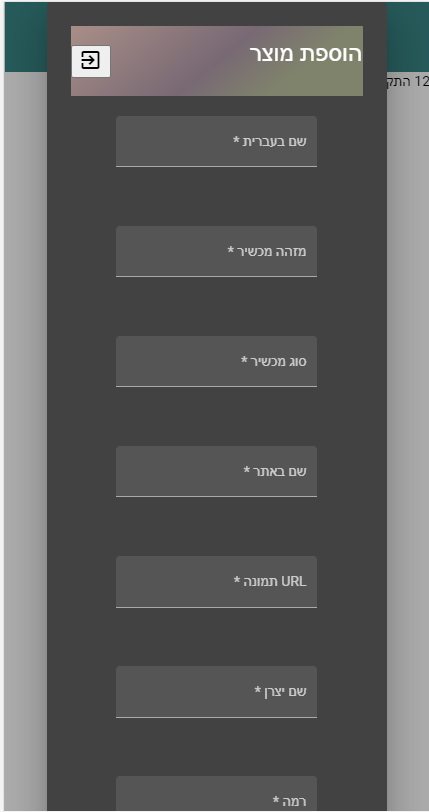 הוספת מוצר
12 התק
שם בעברית *
מזהה מכשיר *
סוג מכשיר *
שם באתר *
URL תמונה *
שם יצרן *
רמה *